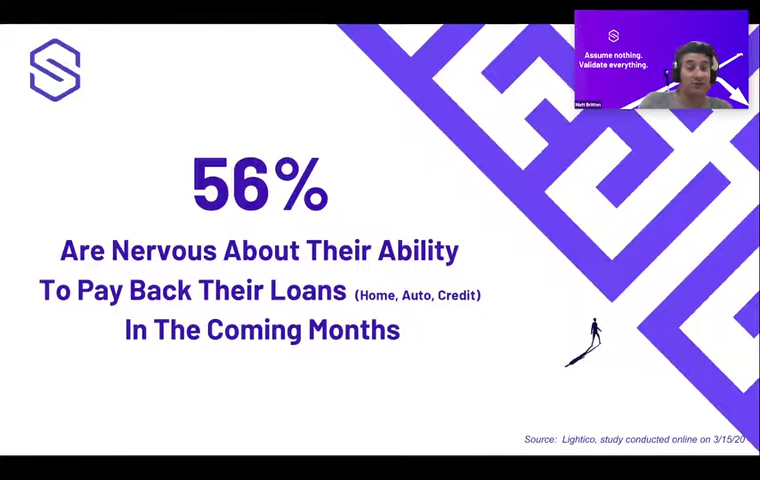 Assume nothing.
Validate everything.
Matt Britton
56%
Are Nervous About Their Ability
To Pay Back Their Loans (Home, Auto, Credit)
In The Coming Months
Source: Lightico, study conducted online on 3/15/20